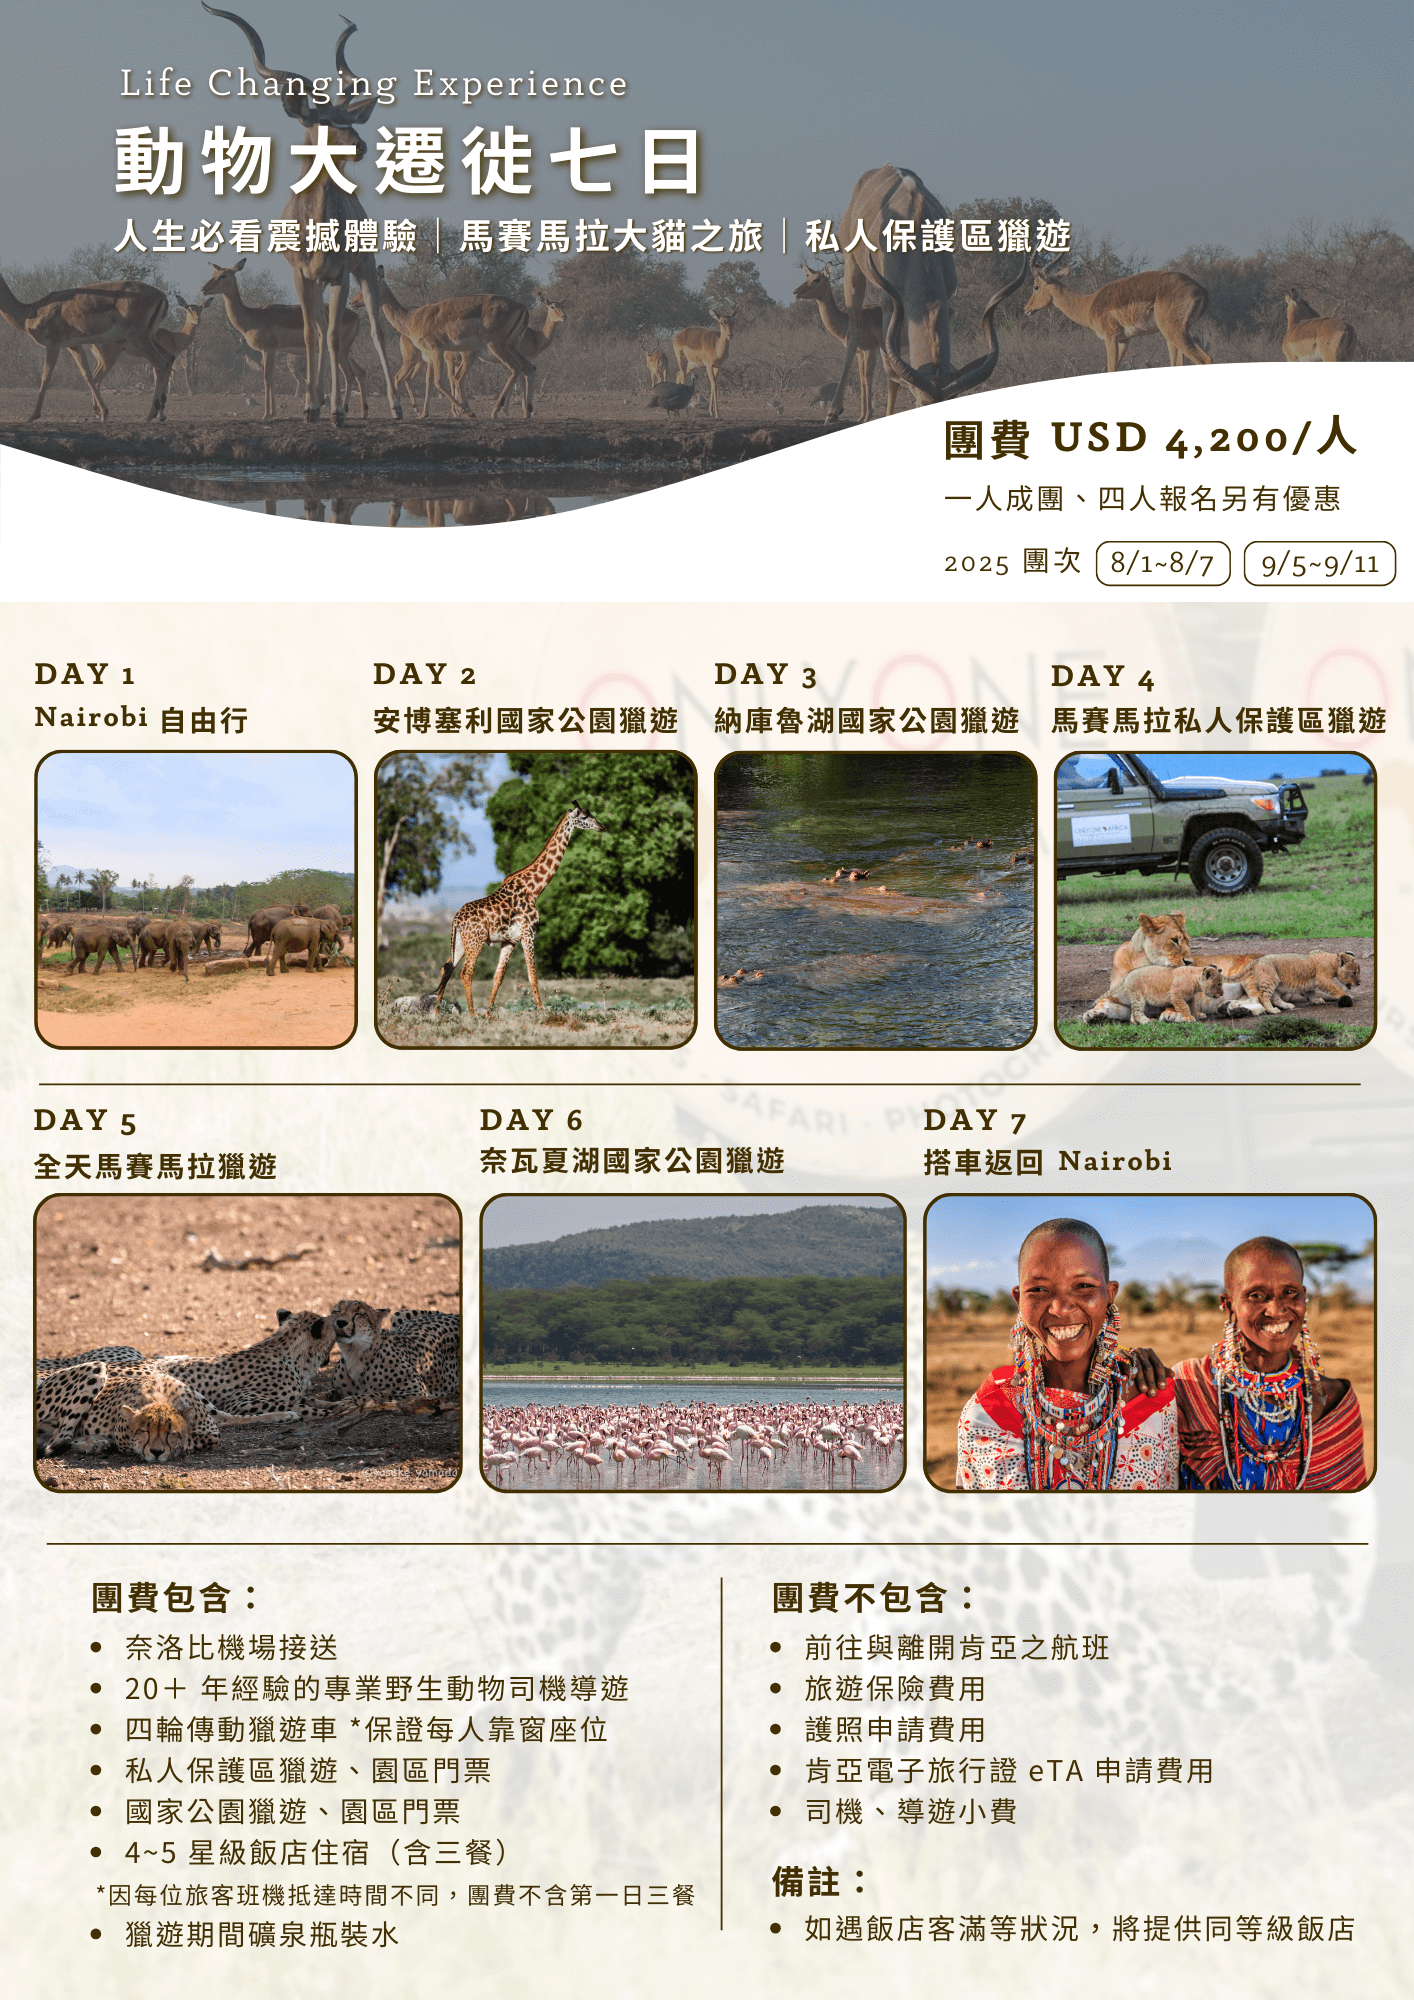 Life Changing Experience
動物大遷徙七日
人生必看震撼體驗｜馬賽馬拉大貓之旅｜私人保護區獵遊
團費 USD 4,200/人
一人成團、四人報名另有優惠
2025 團次 8/1~8/7 9/5~9/11
DAY 1
Nairobi 自由行
DAY 2
安博塞利國家公園獵遊
DAY 3
納庫魯湖國家公園獵遊
DAY 4
馬賽馬拉私人保護區獵遊
ONLYONE AFRICA
DAY 5
全天馬賽馬拉獵遊
DAY 6
奈瓦夏湖國家公園獵遊
DAY 7
搭車返回 Nairobi
©yosuke yamada
ONLYONE
SAFARI - PHOTOGR
團費包含：
• 奈洛比機場接送
• 20＋ 年經驗的專業野生動物司機導遊
• 四輪傳動獵遊車 *保證每人靠窗座位
• 私人保護區獵遊、園區門票
• 國家公園獵遊、園區門票
• 4~5 星級飯店住宿（含三餐）
*因每位旅客班機抵達時間不同，團費不含第一日三餐
• 獵遊期間礦泉瓶裝水
團費不包含：
• 前往與離開肯亞之航班
• 旅遊保險費用
• 護照申請費用
• 肯亞電子旅行證 eTA 申請費用
• 司機、導遊小費
備註：
• 如遇飯店客滿等狀況，將提供同等級飯店